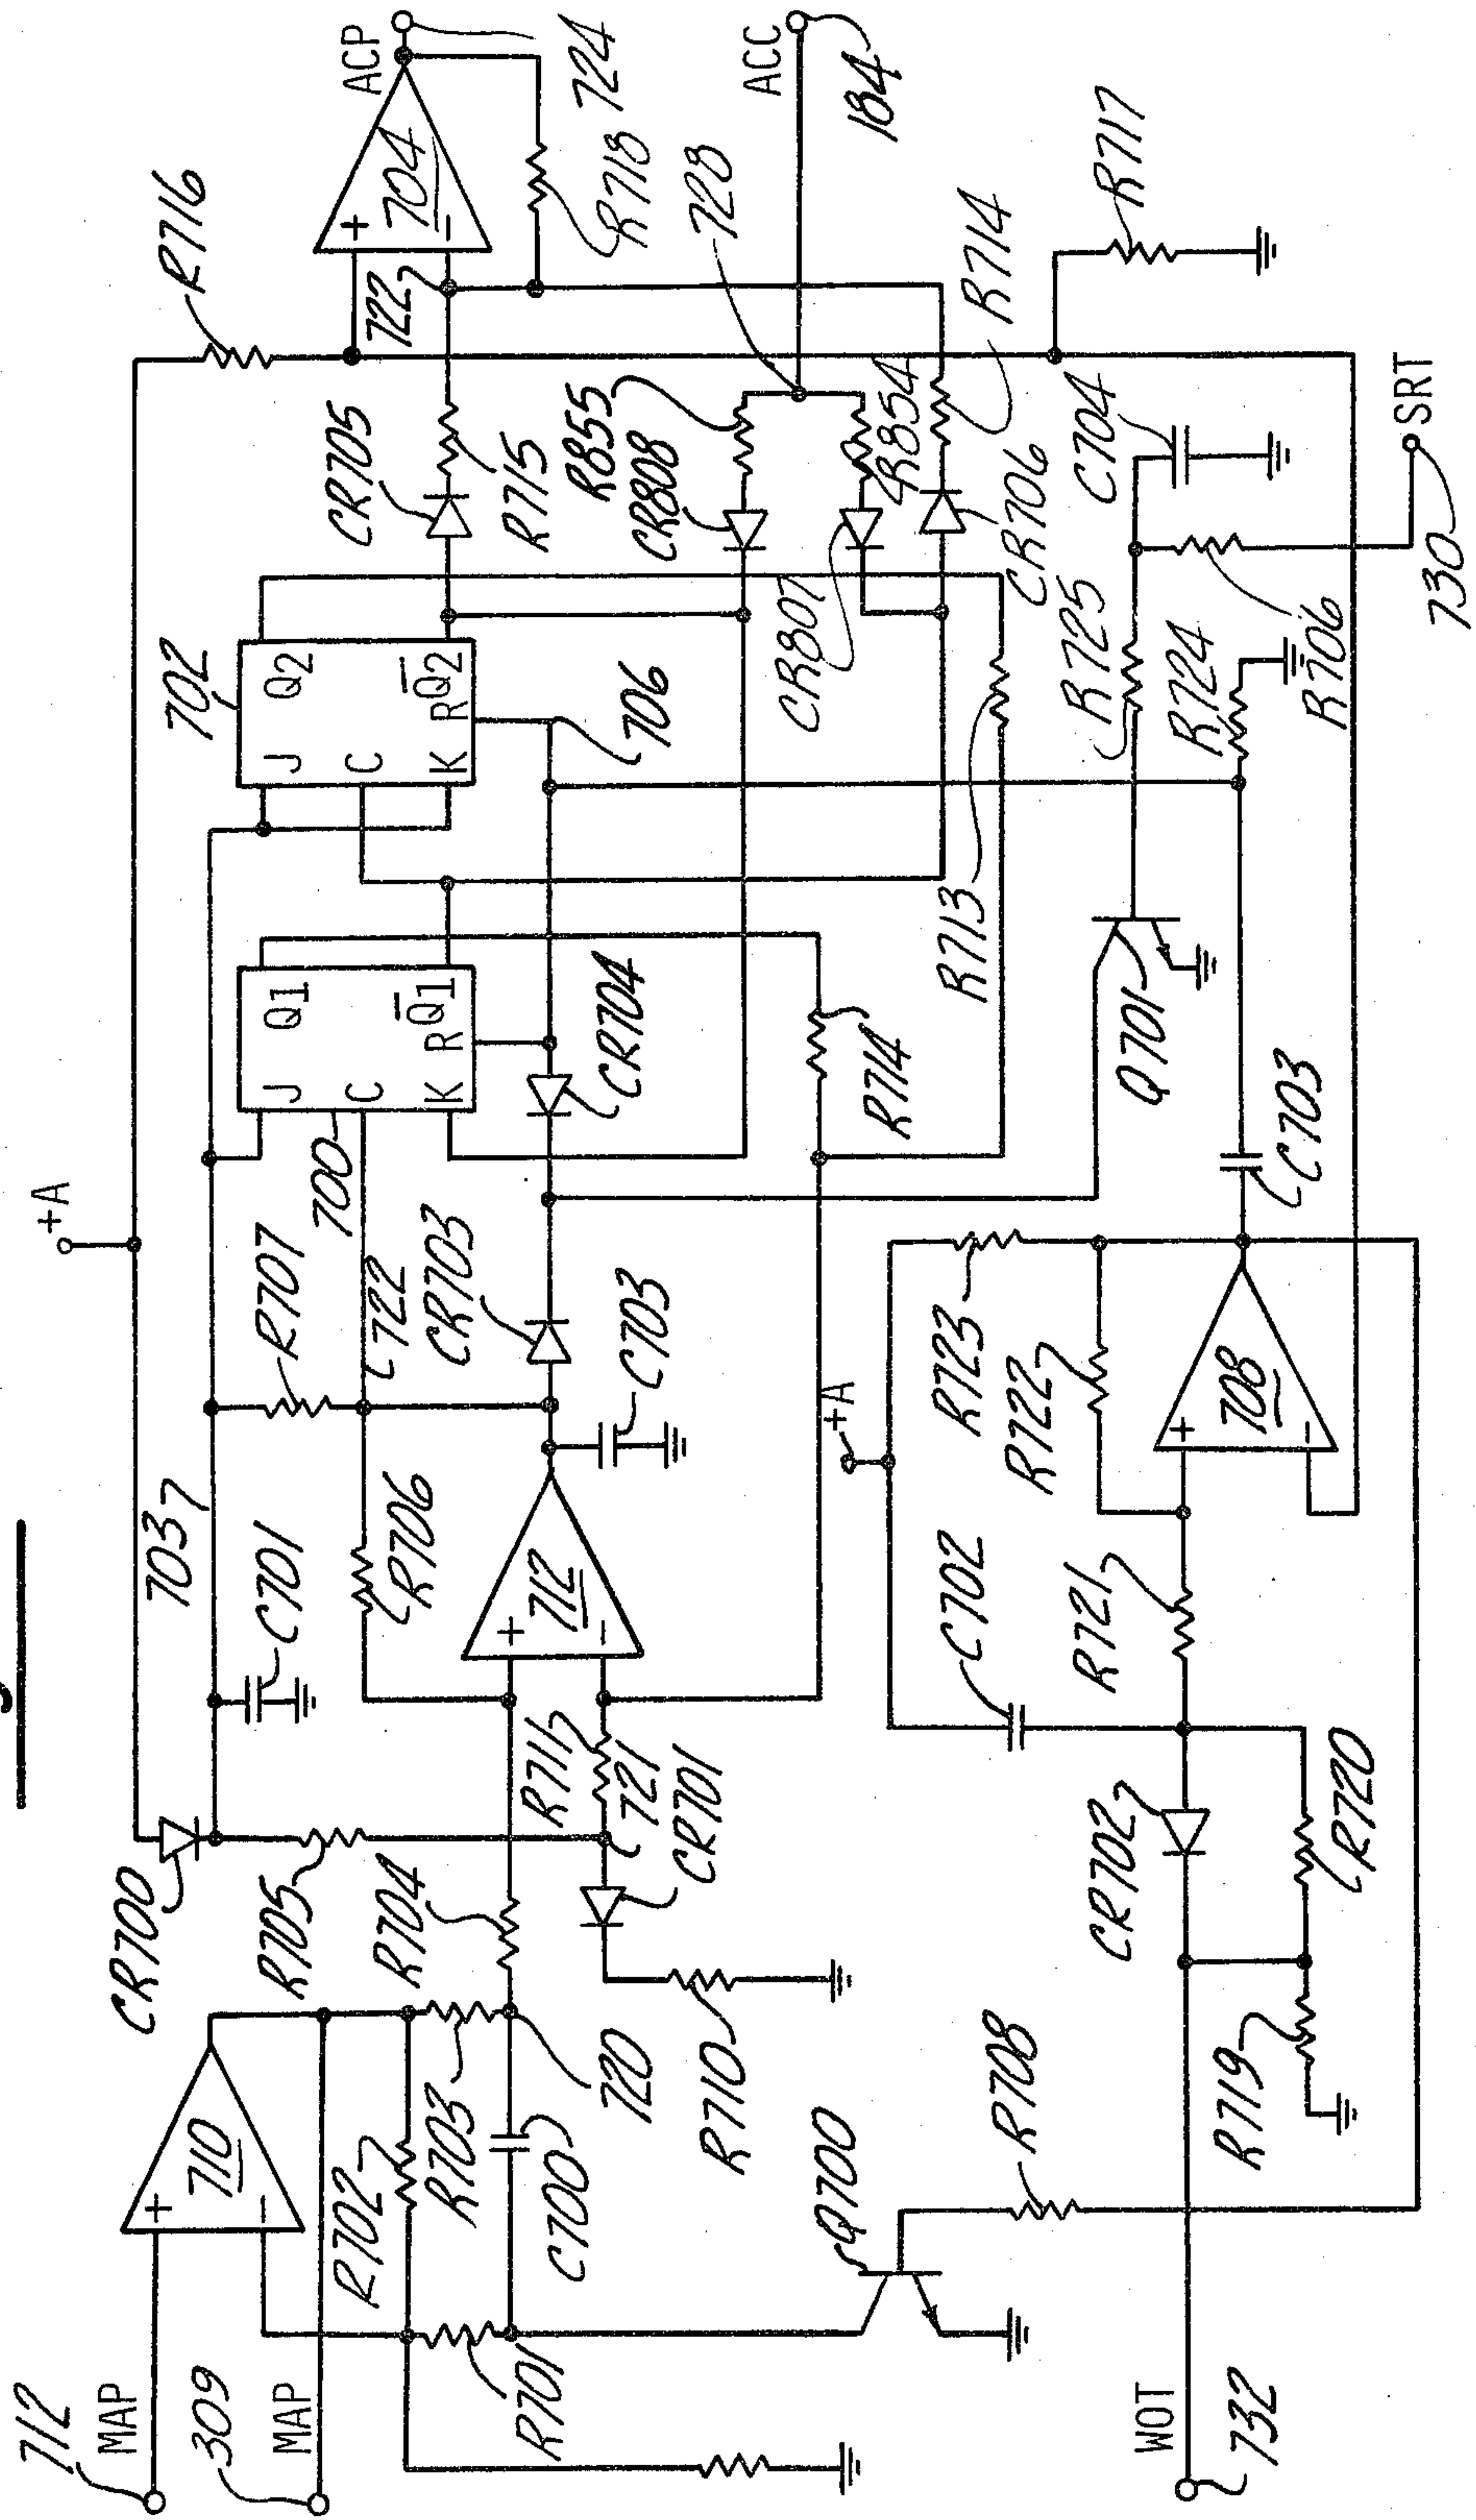 +A
R716
ACP
724
702
CR705
722
704
+
−
R718
728
ACC
184
CR700
7037
C701
R707
700
J
Q1
C
K
R
Q̄1
J
Q2
C
K
R
Q̄2
R715
R855
CR808
710
+
−
R705
R706
C722
CR703
CR704
706
CR807
R854
R714
R717
712
MAP
309
MAP
R702
R703
R704
R711
712
+
−
C703
R714
R713
CR706
C704
R725
R724
R706
SRT
730
R701
C700
720
R710
C721
CR701
+A
R723
R722
Q701
C703
Q700
R708
C702
R721
708
+
−
WOT
732
CR702
R719
R720